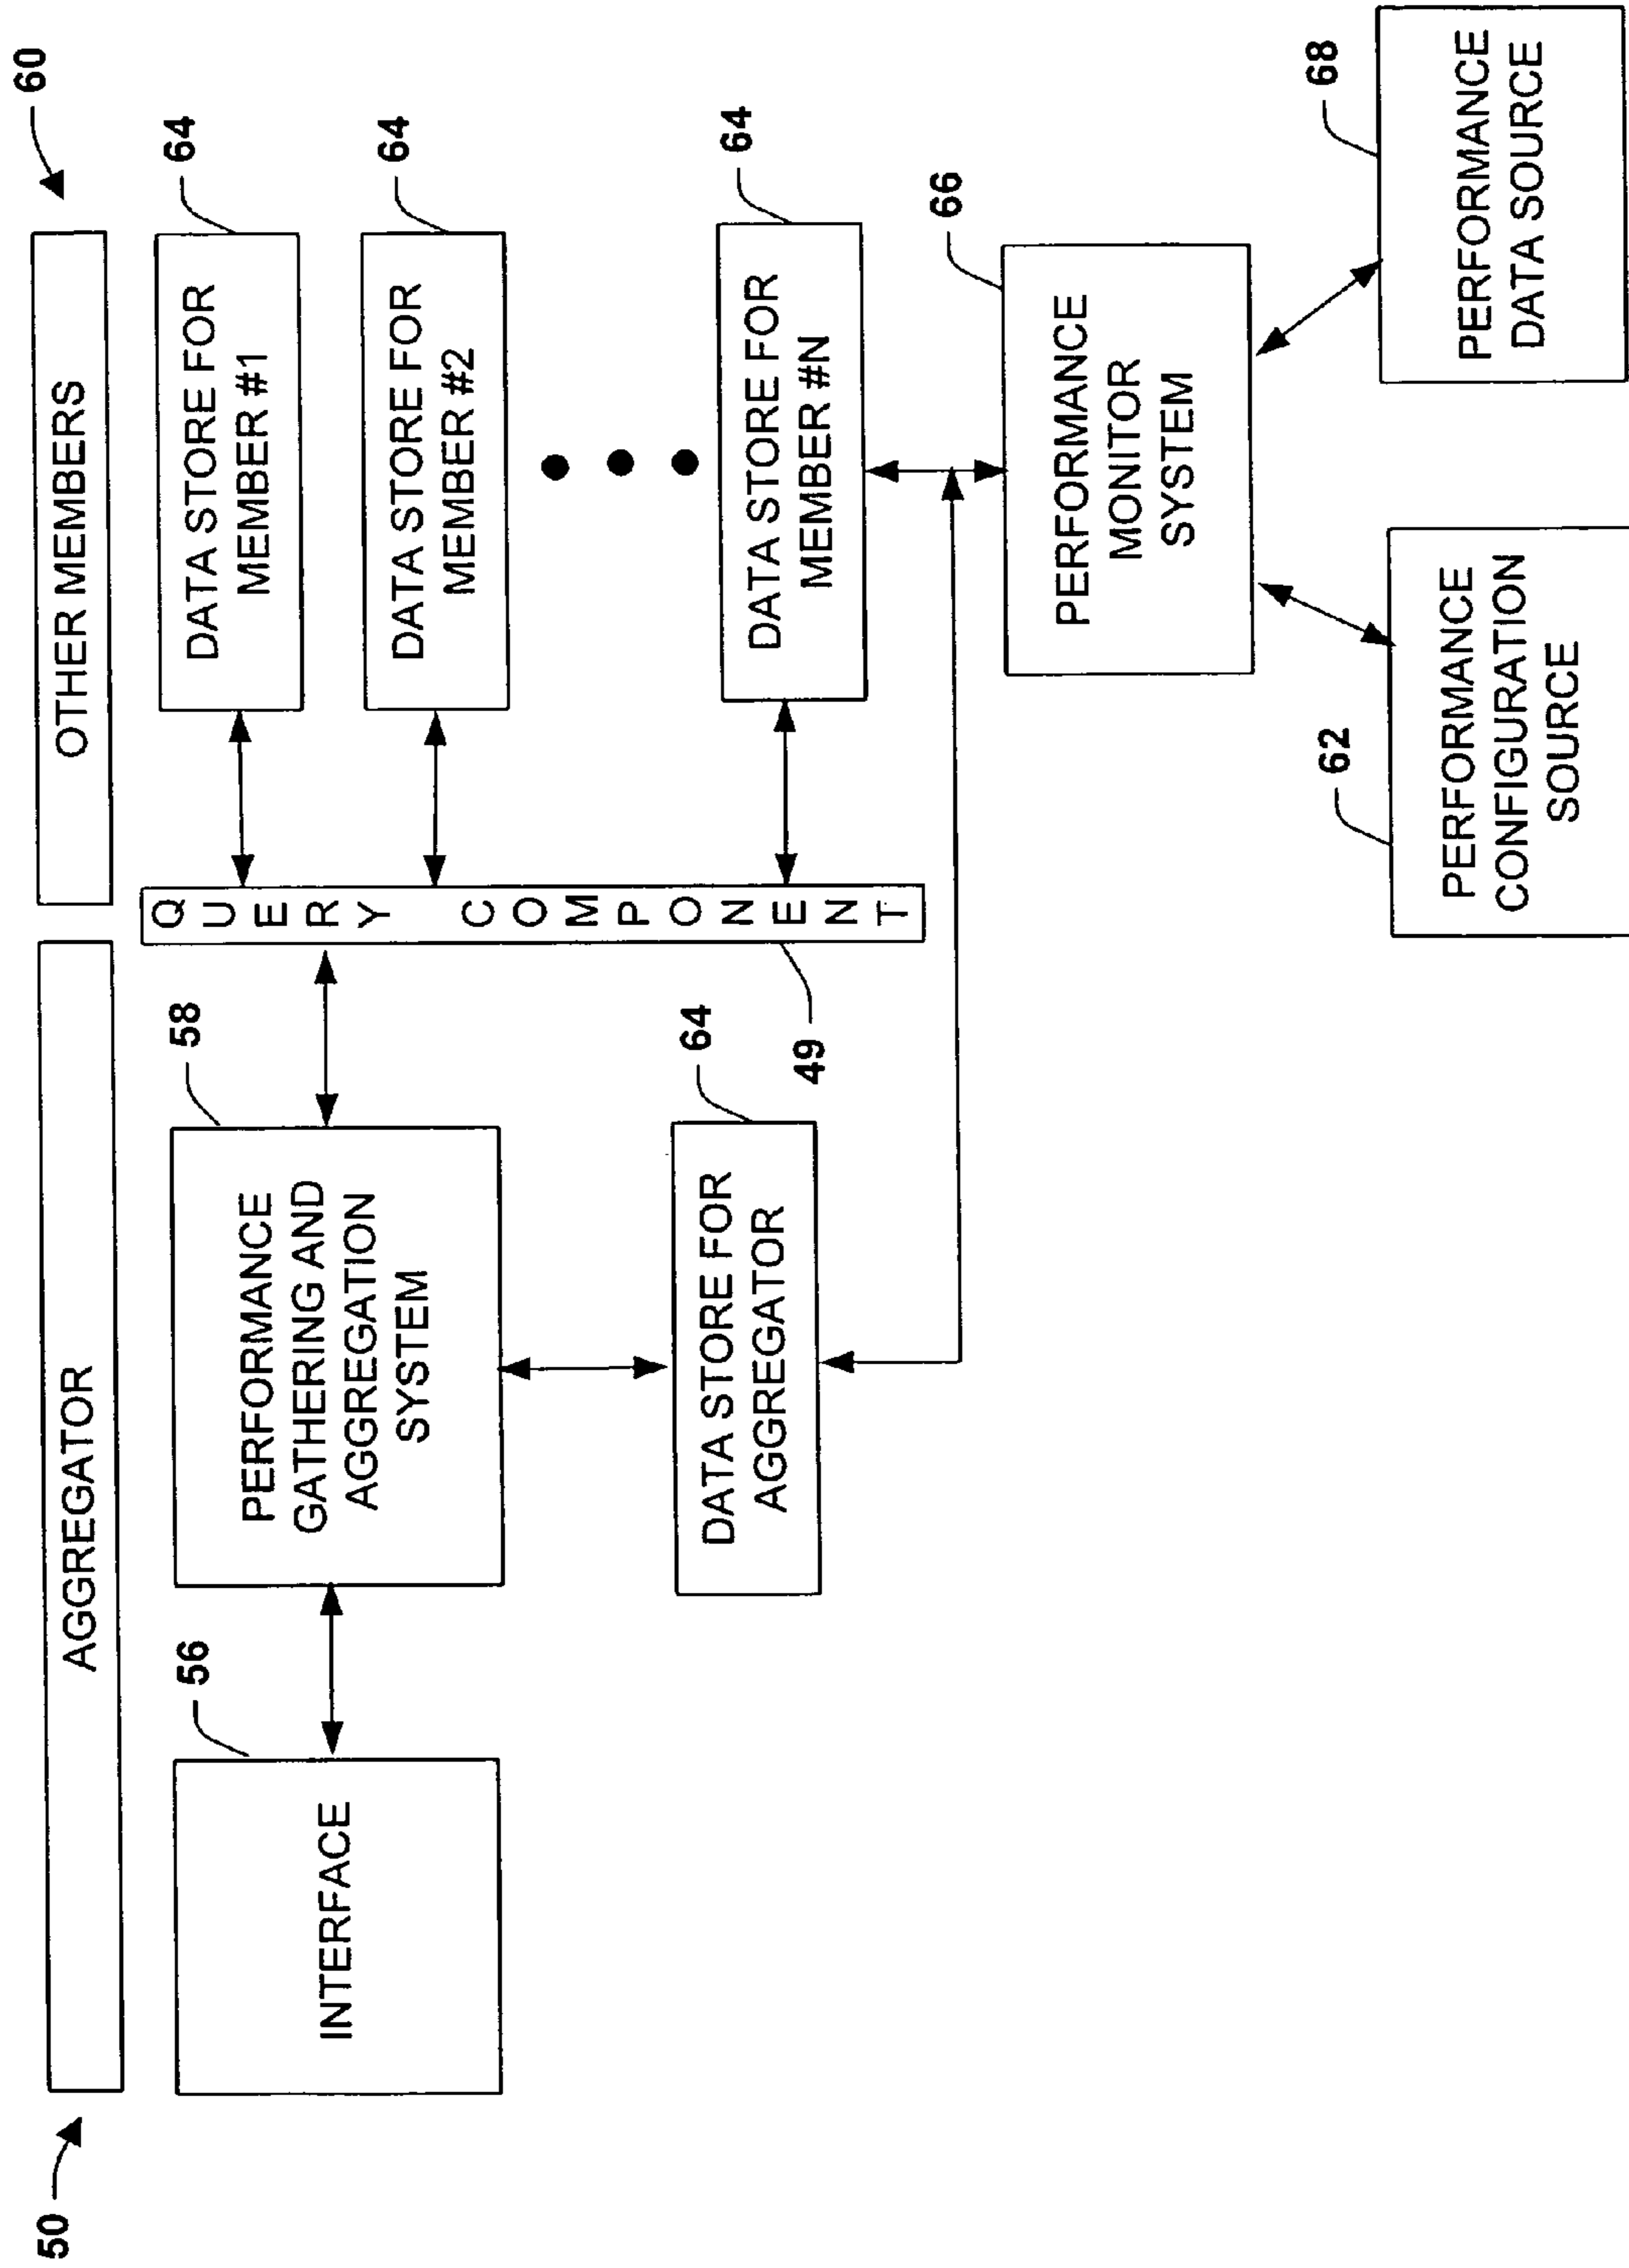 50
AGGREGATOR
OTHER MEMBERS
60
56
INTERFACE
58
PERFORMANCE
GATHERING AND
AGGREGATION
SYSTEM
64
DATA STORE FOR
AGGREGATOR
QUERY COMPONENT
49
64
DATA STORE FOR
MEMBER #1
64
DATA STORE FOR
MEMBER #2
64
DATA STORE FOR
MEMBER #N
66
PERFORMANCE
MONITOR
SYSTEM
62
PERFORMANCE
CONFIGURATION
SOURCE
68
PERFORMANCE
DATA SOURCE